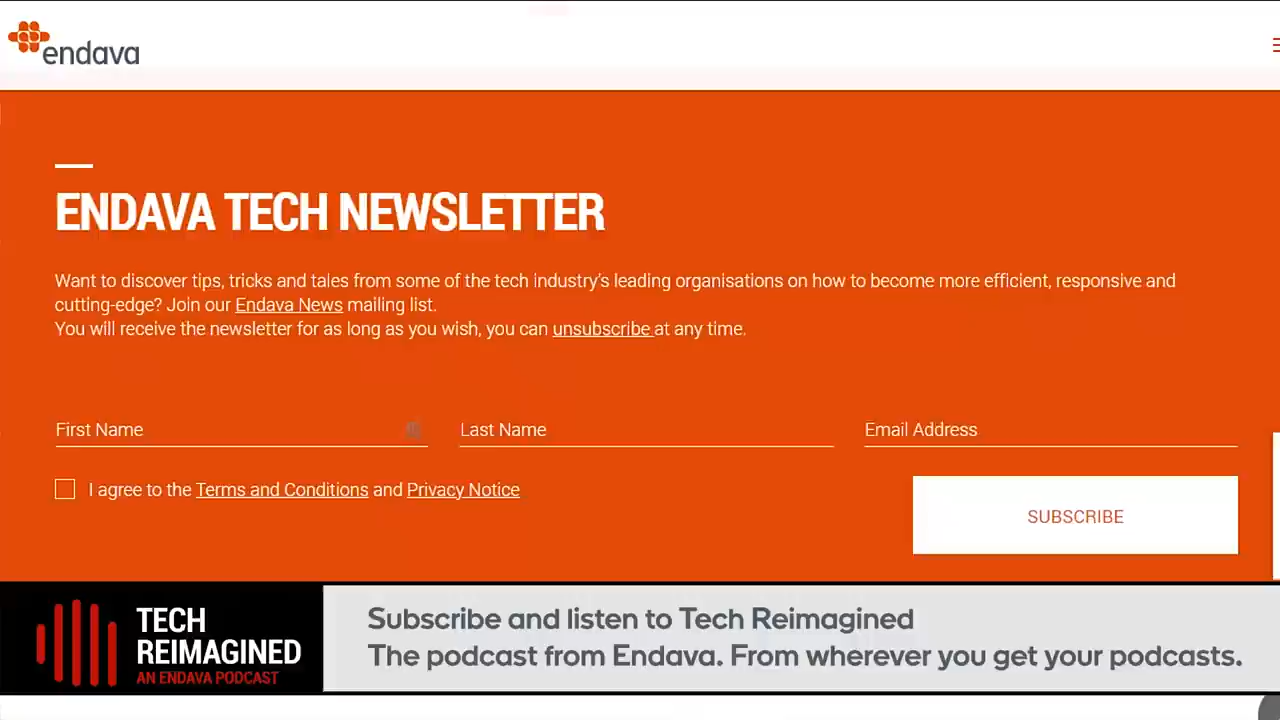 endava
ENDAVA TECH NEWSLETTER
Want to discover tips, tricks and tales from some of the tech industry's leading organisations on how to become more efficient, responsive and
cutting-edge? Join our Endava News mailing list.
You will receive the newsletter for as long as you wish, you can unsubscribe at any time.
First Name
Last Name
Email Address
I agree to the Terms and Conditions and Privacy Notice
SUBSCRIBE
TECH
REIMAGINED
AN ENDAVA PODCAST
Subscribe and listen to Tech Reimagined
The podcast from Endava. From wherever you get your podcasts.